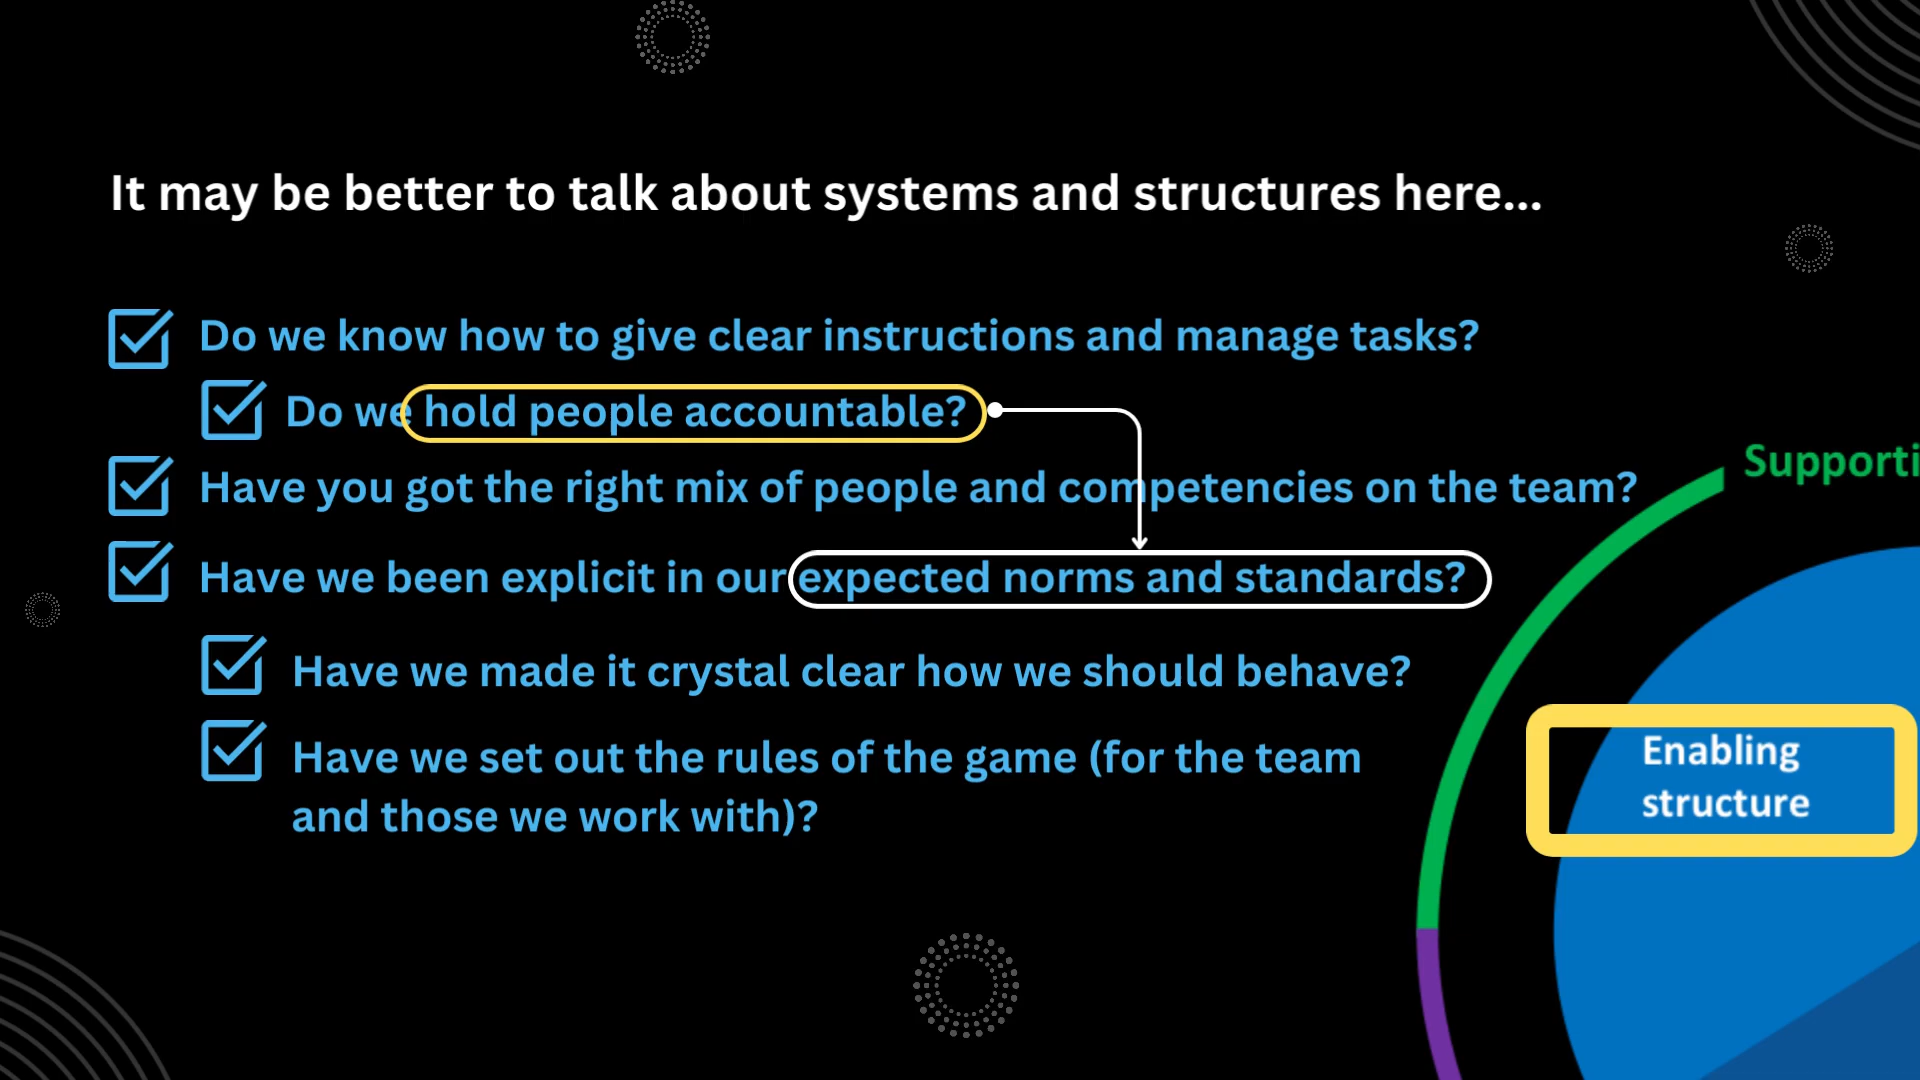 It may be better to talk about systems and structures here...
Do we know how to give clear instructions and manage tasks?
Do we hold people accountable?
Have you got the right mix of people and competencies on the team?
Have we been explicit in our expected norms and standards?
Have we made it crystal clear how we should behave?
Have we set out the rules of the game (for the team
and those we work with)?
Supporti
Enabling
structure